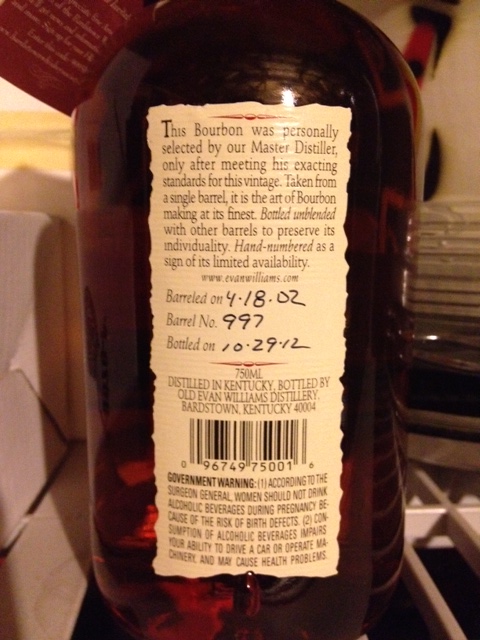 This Bourbon was personally
selected by our Master Distiller,
only after meeting his exacting
standards for this vintage. Taken from
a single barrel, it is the art of Bourbon
making at its finest. Bottled unblended
with other barrels to preserve its
individuality. Hand-numbered as a
sign of its limited availability.
www.evanwilliams.com
Barreled on 4-18-02
Barrel No. 997
Bottled on 10-29-12
750ML
DISTILLED IN KENTUCKY, BOTTLED BY
OLD EVAN WILLIAMS DISTILLERY,
BARDSTOWN, KENTUCKY 40004
0 96749 75001 6
GOVERNMENT WARNING: (1) ACCORDING TO THE
SURGEON GENERAL, WOMEN SHOULD NOT DRINK
ALCOHOLIC BEVERAGES DURING PREGNANCY BE-
CAUSE OF THE RISK OF BIRTH DEFECTS. (2) CON-
SUMPTION OF ALCOHOLIC BEVERAGES IMPAIRS
YOUR ABILITY TO DRIVE A CAR OR OPERATE MA-
CHINERY, AND MAY CAUSE HEALTH PROBLEMS.